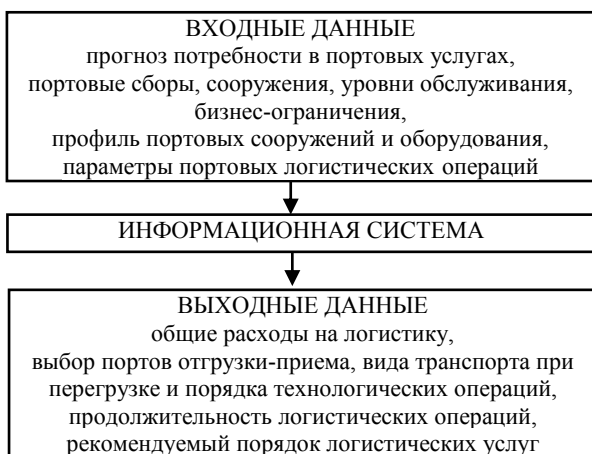 ВХОДНЫЕ ДАННЫЕ
прогноз потребности в портовых услугах,
портовые сборы, сооружения, уровни обслуживания,
бизнес-ограничения,
профиль портовых сооружений и оборудования,
параметры портовых логистических операций
ИНФОРМАЦИОННАЯ СИСТЕМА
ВЫХОДНЫЕ ДАННЫЕ
общие расходы на логистику,
выбор портов отгрузки-приема, вида транспорта при
перегрузке и порядка технологических операций,
продолжительность логистических операций,
рекомендуемый порядок логистических услуг